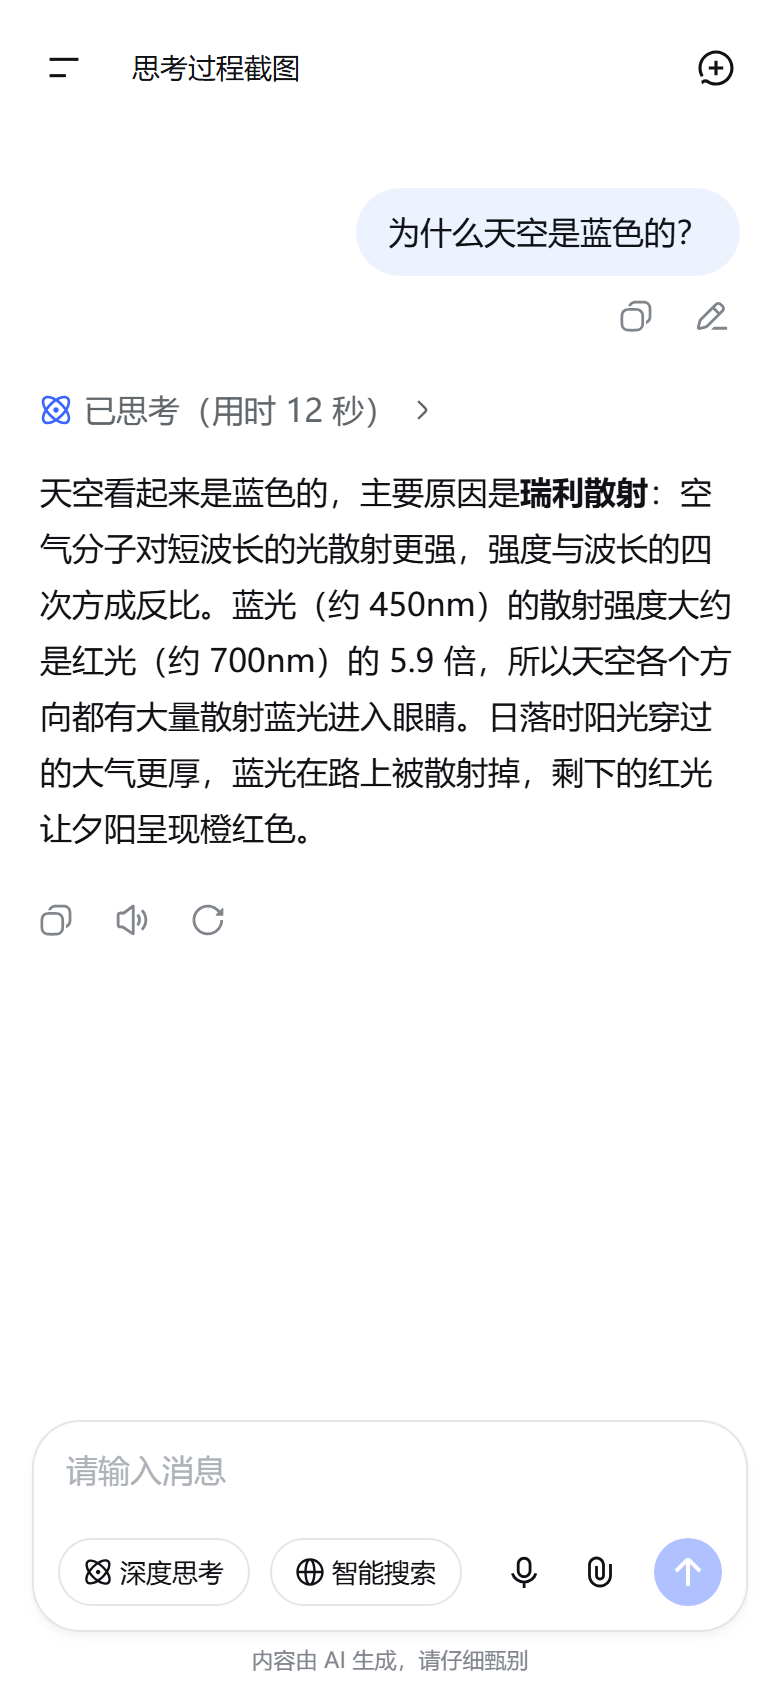 思考过程截图
为什么天空是蓝色的？
已思考（用时 12 秒）
天空看起来是蓝色的，主要原因是瑞利散射：空
气分子对短波长的光散射更强，强度与波长的四
次方成反比。蓝光（约 450nm）的散射强度大约
是红光（约 700nm）的 5.9 倍，所以天空各个方
向都有大量散射蓝光进入眼睛。日落时阳光穿过
的大气更厚，蓝光在路上被散射掉，剩下的红光
让夕阳呈现橙红色。
请输入消息
深度思考
智能搜索
内容由 AI 生成，请仔细甄别